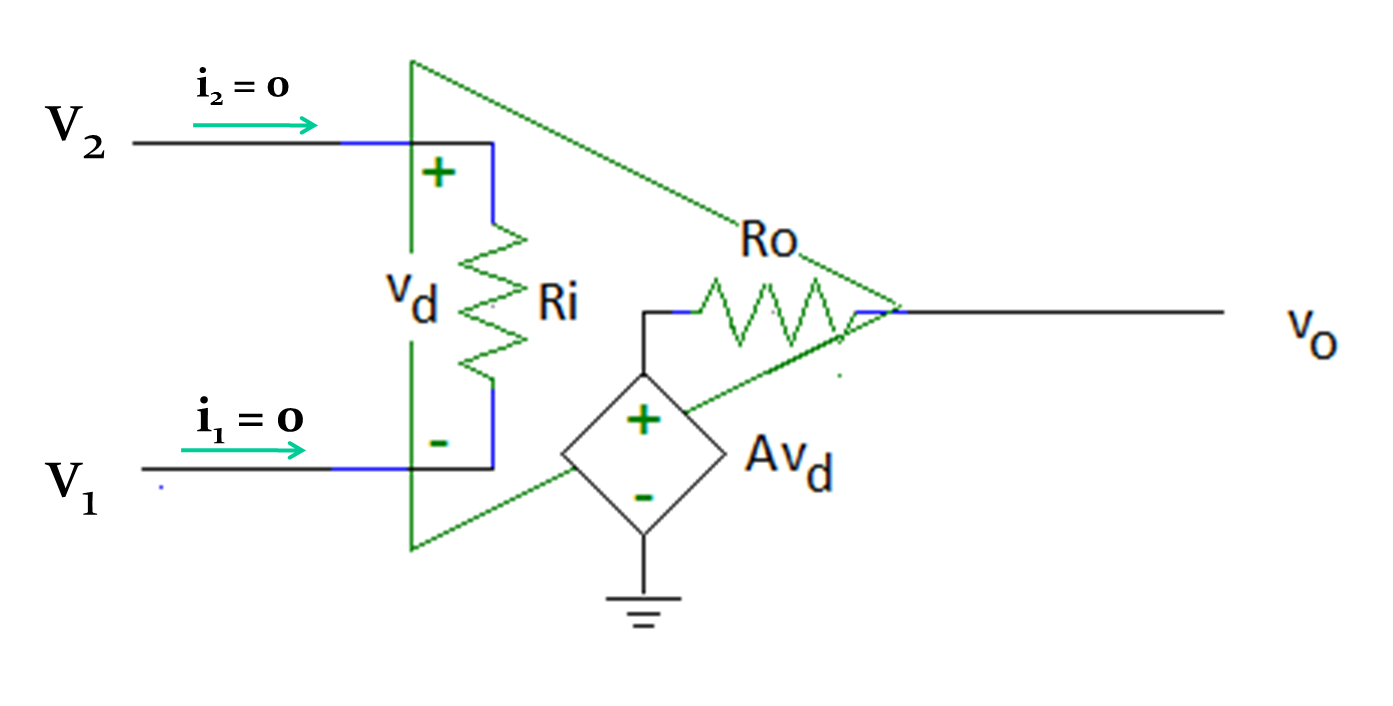 i₂ = 0
V₂
+
Ro
v_d
Ri
v_o
i₁ = 0
-
+
Av_d
V₁
-